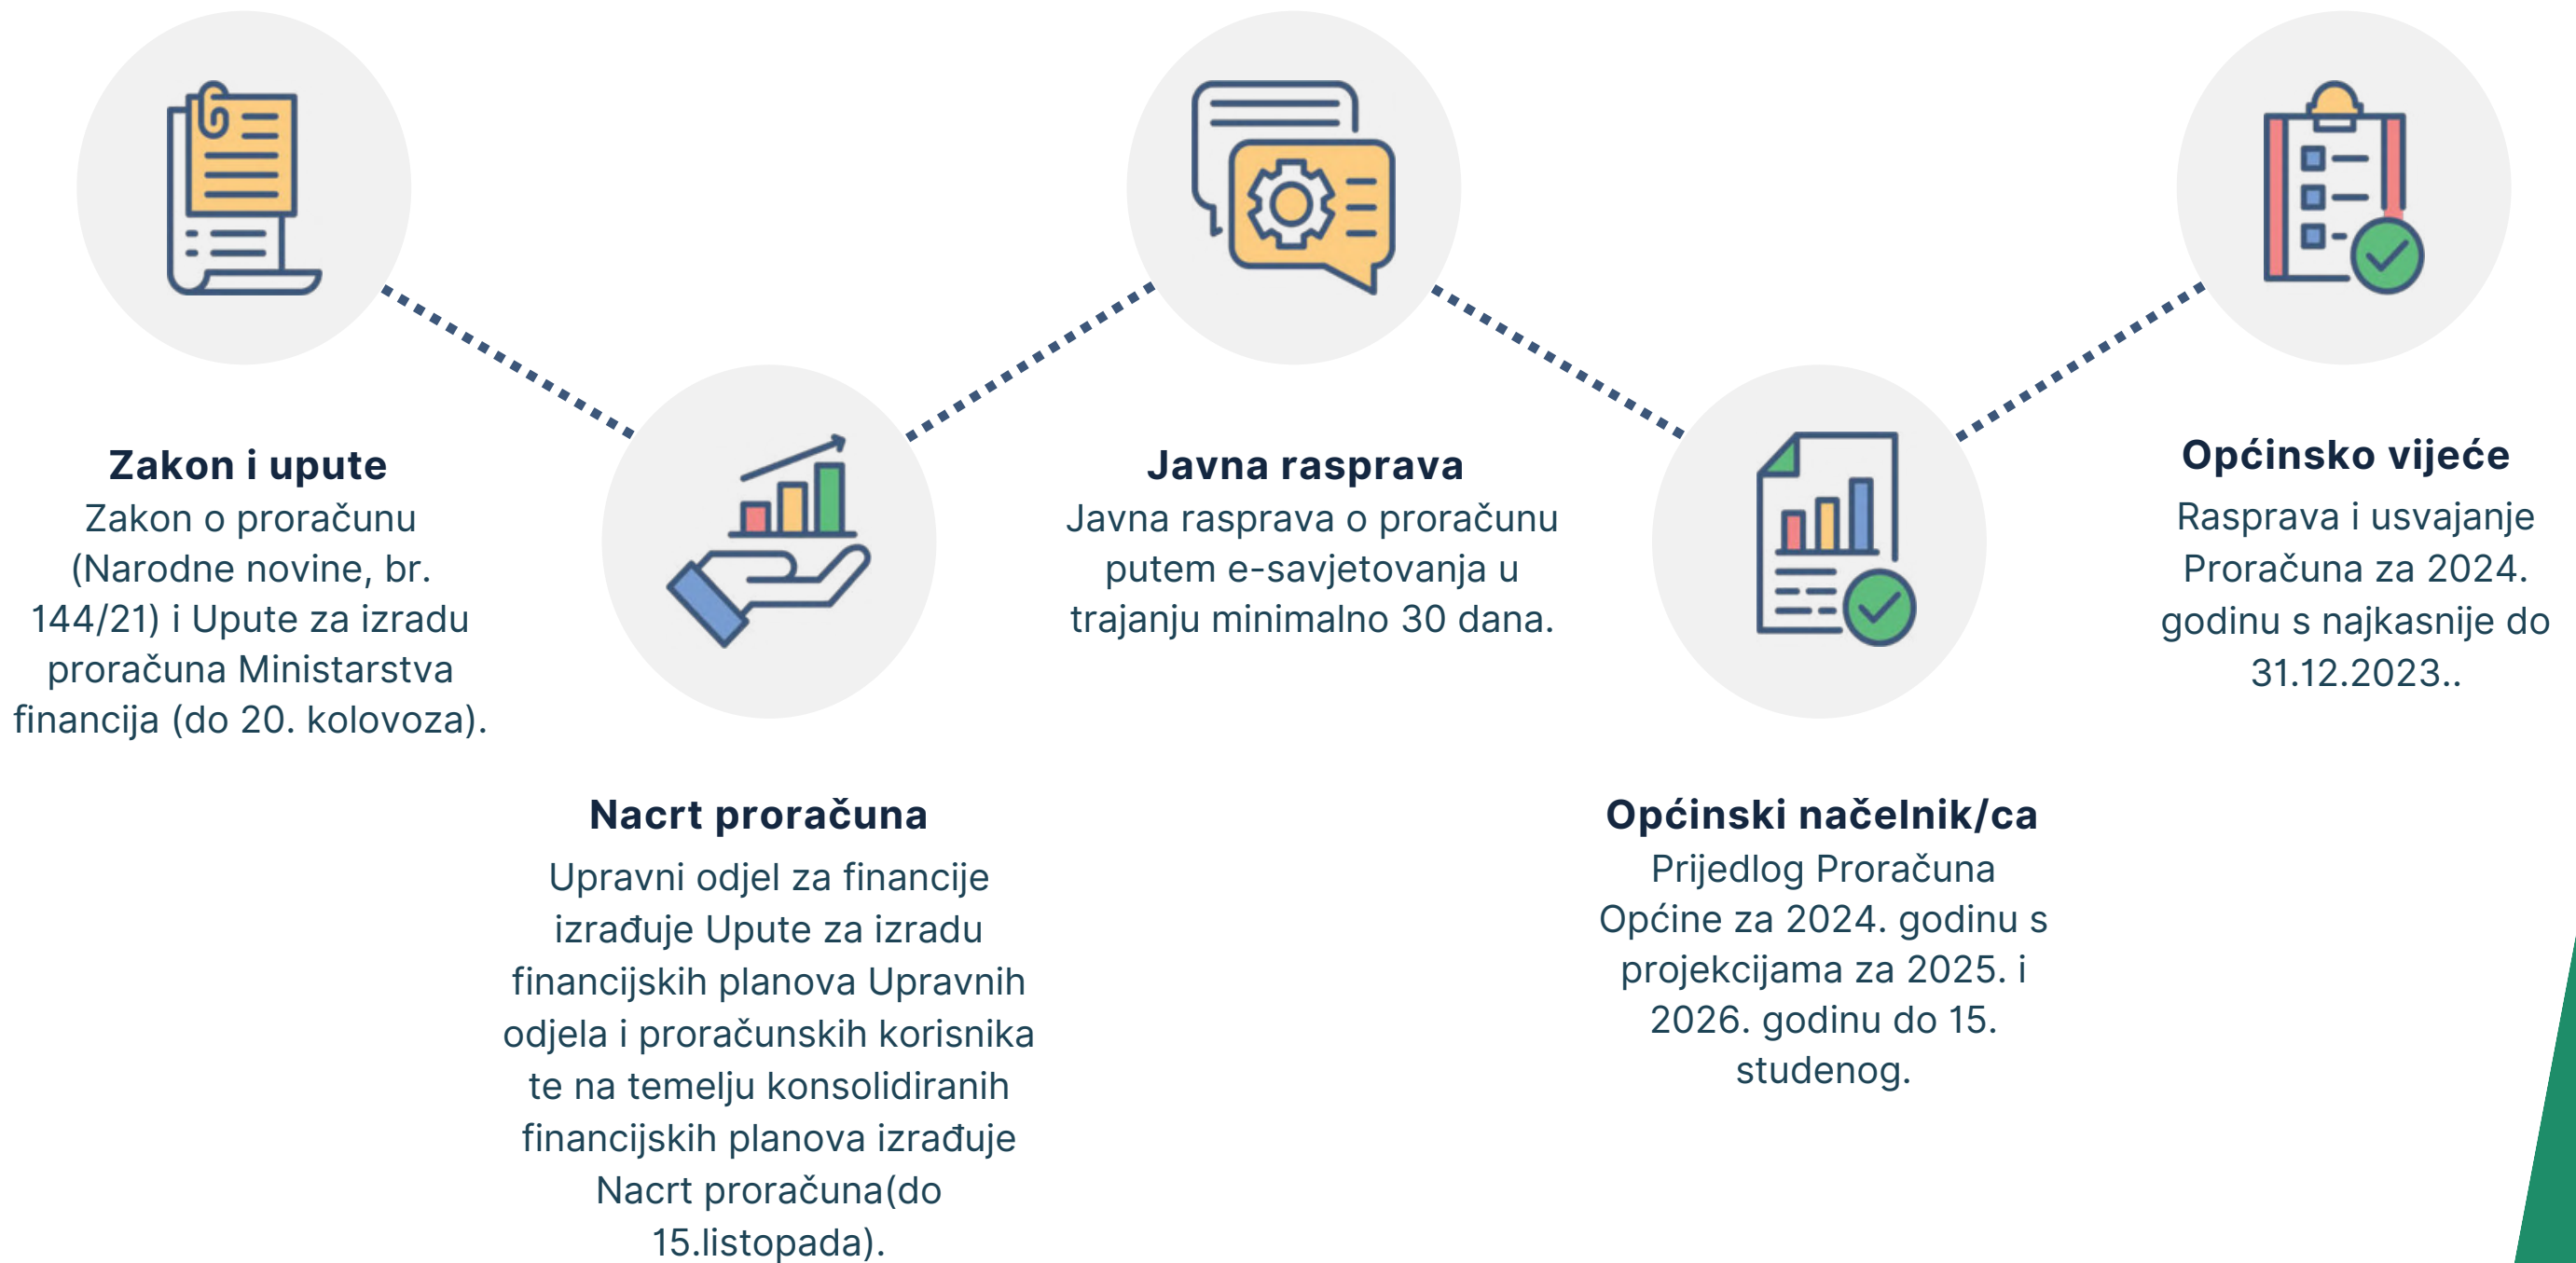 Zakon i upute
Zakon o proračunu
(Narodne novine, br.
144/21) i Upute za izradu
proračuna Ministarstva
financija (do 20. kolovoza).
Nacrt proračuna
Upravni odjel za financije
izrađuje Upute za izradu
financijskih planova Upravnih
odjela i proračunskih korisnika
te na temelju konsolidiranih
financijskih planova izrađuje
Nacrt proračuna(do
15.listopada).
Javna rasprava
Javna rasprava o proračunu
putem e-savjetovanja u
trajanju minimalno 30 dana.
Općinski načelnik/ca
Prijedlog Proračuna
Općine za 2024. godinu s
projekcijama za 2025. i
2026. godinu do 15.
studenog.
Općinsko vijeće
Rasprava i usvajanje
Proračuna za 2024.
godinu s najkasnije do
31.12.2023..